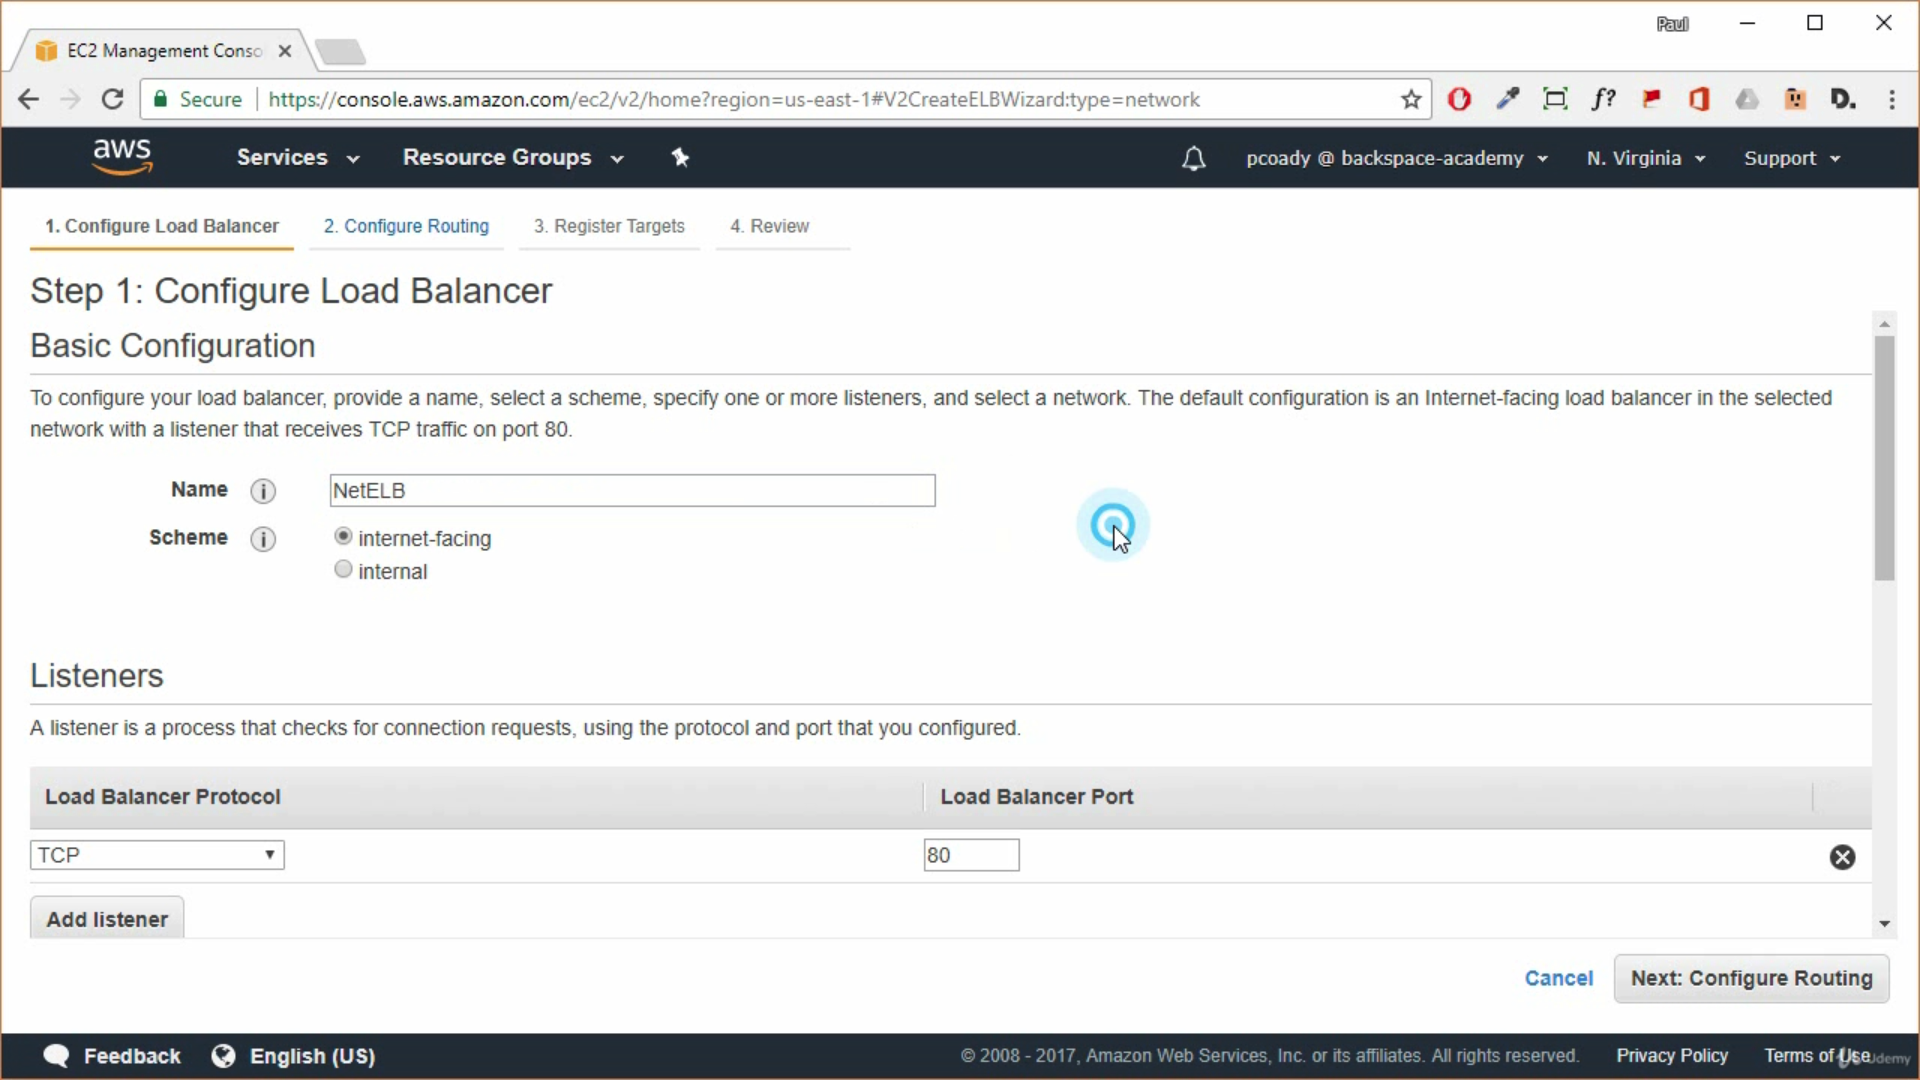 Paul
EC2 Management Conso
Secure
https://console.aws.amazon.com/ec2/v2/home?region=us-east-1#V2CreateELBWizard:type=network
f?
D.
aws
Services
Resource Groups
pcoady @ backspace-academy
N. Virginia
Support
1. Configure Load Balancer
2. Configure Routing
3. Register Targets
4. Review
Step 1: Configure Load Balancer
Basic Configuration
To configure your load balancer, provide a name, select a scheme, specify one or more listeners, and select a network. The default configuration is an Internet-facing load balancer in the selected
network with a listener that receives TCP traffic on port 80.
Name
i
NetELB
Scheme
i
internet-facing
internal
Listeners
A listener is a process that checks for connection requests, using the protocol and port that you configured.
Load Balancer Protocol
Load Balancer Port
TCP
80
Add listener
Cancel
Next: Configure Routing
Feedback
English (US)
© 2008 - 2017, Amazon Web Services, Inc. or its affiliates. All rights reserved.
Privacy Policy
Terms of Use
Udemy